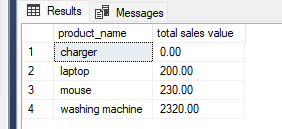 Results Messages
product_name total sales value
1 charger 0.00
2 laptop 200.00
3 mouse 230.00
4 washing machine 2320.00